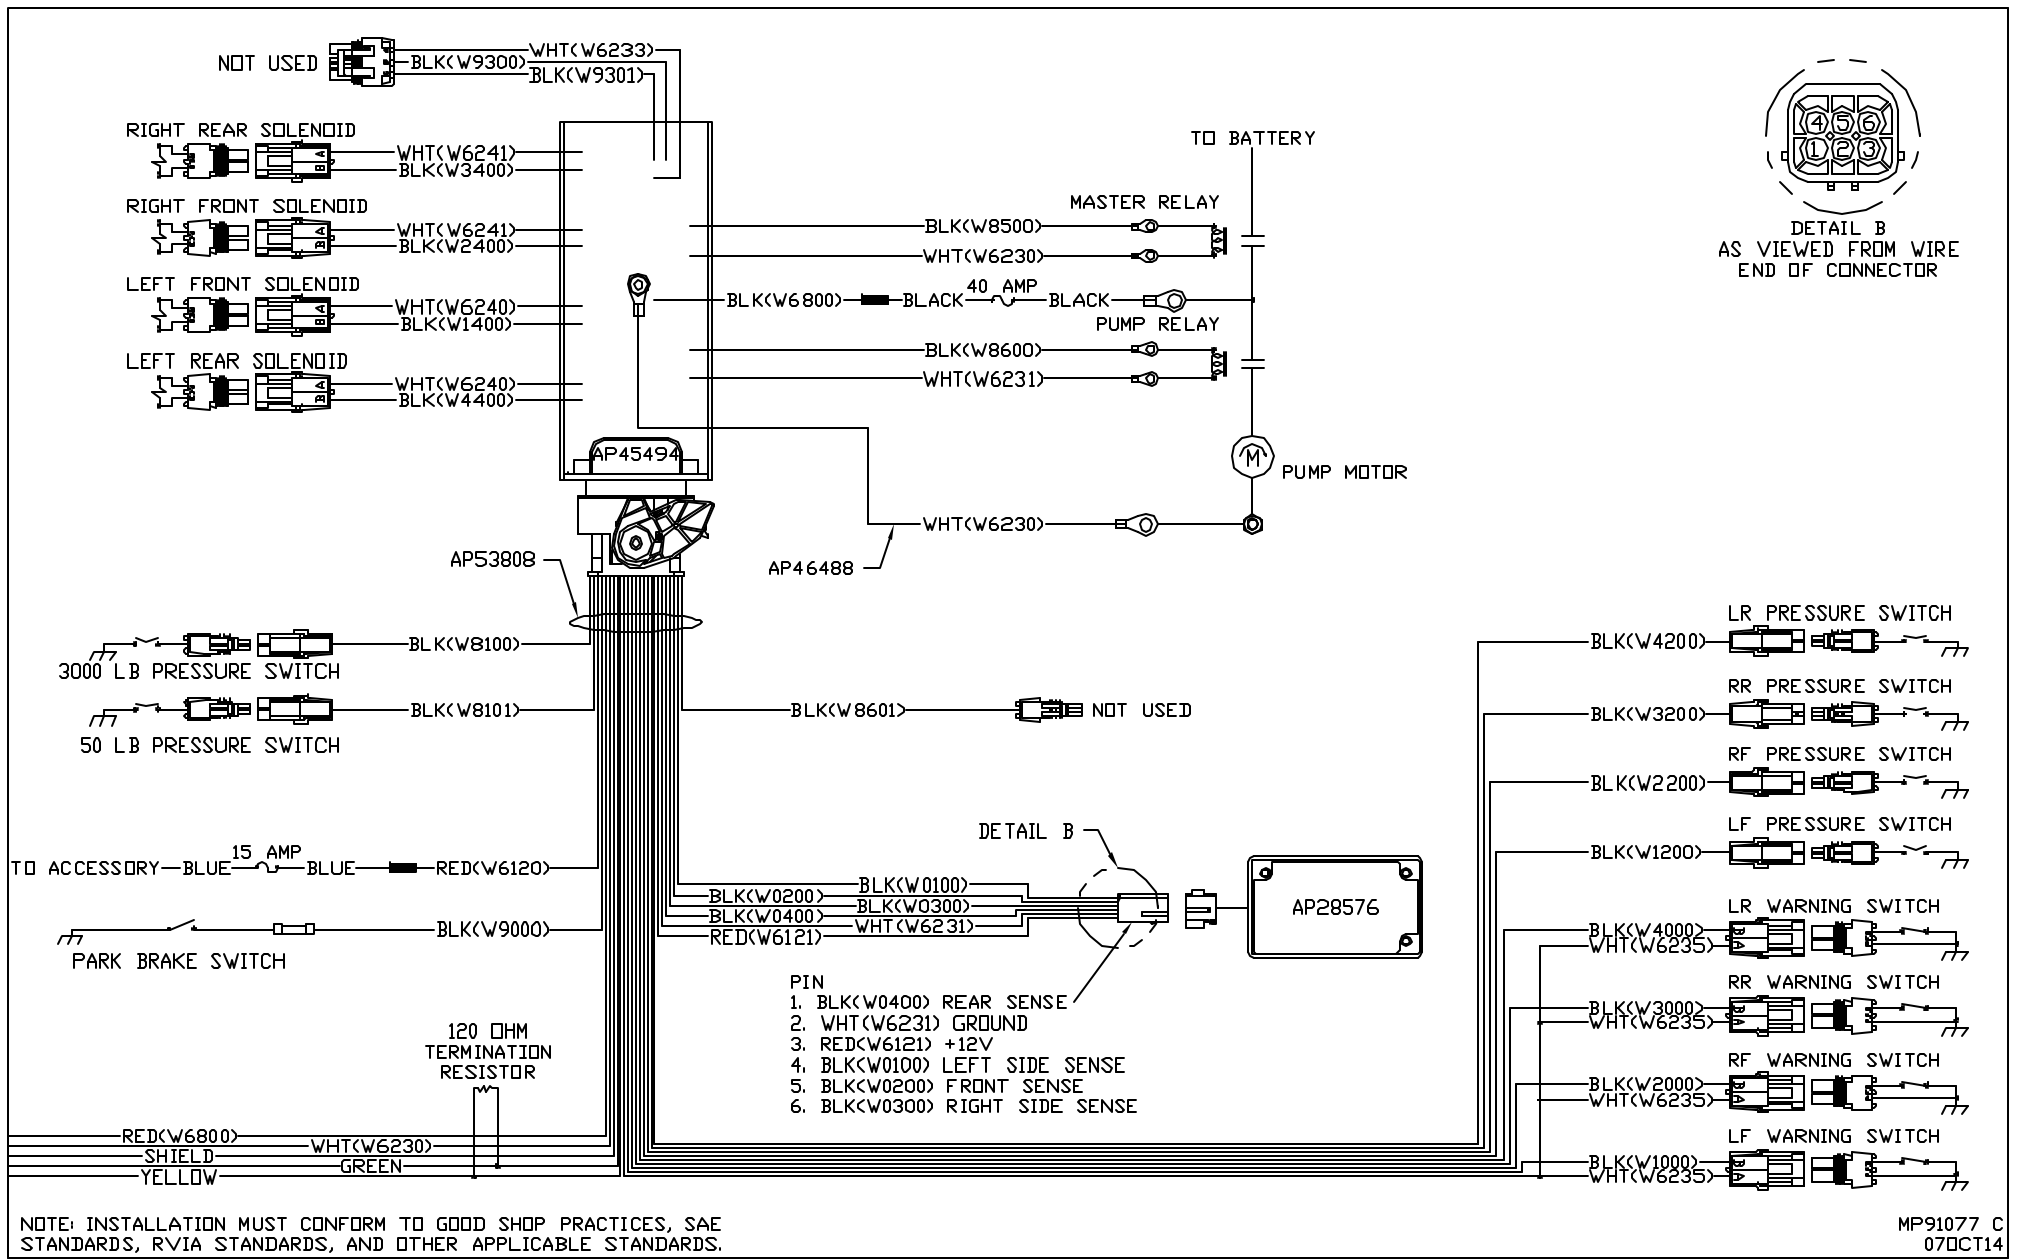 NOT USED
WHT(W6233)
BLK(W9300)
BLK(W9301)
RIGHT REAR SOLENOID
A
B
WHT(W6241)
BLK(W3400)
RIGHT FRONT SOLENOID
A
B
WHT(W6241)
BLK(W2400)
LEFT FRONT SOLENOID
A
B
WHT(W6240)
BLK(W1400)
LEFT REAR SOLENOID
A
B
WHT(W6240)
BLK(W4400)
AP45494
TO BATTERY
MASTER RELAY
BLK(W8500)
WHT(W6230)
BLK(W6800)
BLACK
40 AMP
BLACK
PUMP RELAY
BLK(W8600)
WHT(W6231)
M
PUMP MOTOR
WHT(W6230)
AP46488
4 5 6
1 2 3
DETAIL B
AS VIEWED FROM WIRE
END OF CONNECTOR
AP53808
BLK(W8100)
3000 LB PRESSURE SWITCH
BLK(W8101)
50 LB PRESSURE SWITCH
BLK(W8601)
NOT USED
TO ACCESSORY
BLUE
15 AMP
BLUE
RED(W6120)
BLK(W9000)
PARK BRAKE SWITCH
DETAIL B
BLK(W0100)
BLK(W0200)
BLK(W0300)
BLK(W0400)
WHT(W6231)
RED(W6121)
AP28576
PIN
1. BLK(W0400) REAR SENSE
2. WHT(W6231) GROUND
3. RED(W6121) +12V
4. BLK(W0100) LEFT SIDE SENSE
5. BLK(W0200) FRONT SENSE
6. BLK(W0300) RIGHT SIDE SENSE
120 OHM
TERMINATION
RESISTOR
RED(W6800)
WHT(W6230)
SHIELD
GREEN
YELLOW
LR PRESSURE SWITCH
BLK(W4200)
RR PRESSURE SWITCH
BLK(W3200)
RF PRESSURE SWITCH
BLK(W2200)
LF PRESSURE SWITCH
BLK(W1200)
LR WARNING SWITCH
BLK(W4000)
WHT(W6235)
B
A
RR WARNING SWITCH
BLK(W3000)
WHT(W6235)
B
A
RF WARNING SWITCH
BLK(W2000)
WHT(W6235)
B
A
LF WARNING SWITCH
BLK(W1000)
WHT(W6235)
B
A
NOTE: INSTALLATION MUST CONFORM TO GOOD SHOP PRACTICES, SAE
STANDARDS, RVIA STANDARDS, AND OTHER APPLICABLE STANDARDS.
MP91077 C
07OCT14